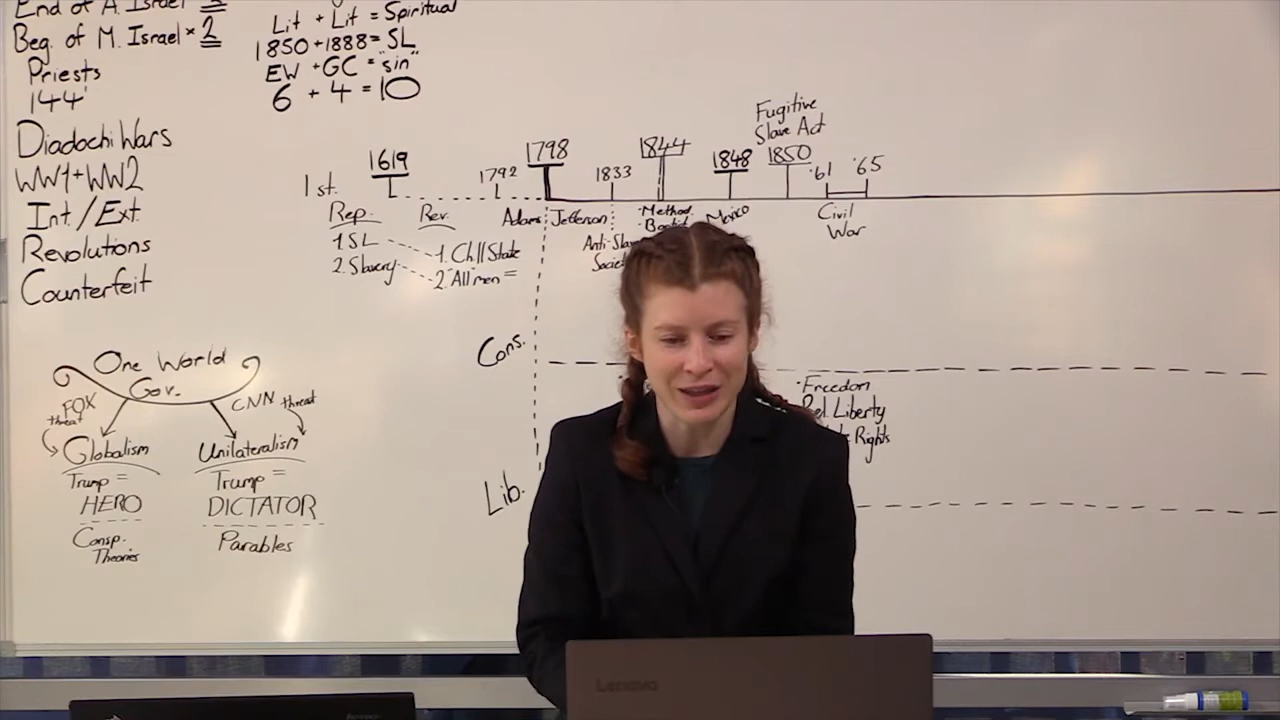 End of A. Israel
Beg. of M. Israel × 2
Priests
144'
Diadochi Wars
WW1+WW2
Int./Ext.
Revolutions
Counterfeit
Lit + Lit = Spiritual
1850+1888= SL
EW + GC = "sin"
6 + 4 = 10
1st.
1619
1792
1798
1833
1844
1848
Fugitive
Slave Act
1850
'61
'65
Civil
War
Rep.
1. SL
2. Slavery
Rev.
1. Ch.||State
2. "All men ="
Adams
Jefferson
Anti-Slav
Socie
·Method.
·Baptis
Mexico
Cons.
Lib.
·Freedom
Rel. Liberty
Rights
One World
Gov.
FOX
threat
CNN
threat
Globalism
Trump =
HERO
Consp.
Theories
Unilateralism
Trump =
DICTATOR
Parables
Lenovo